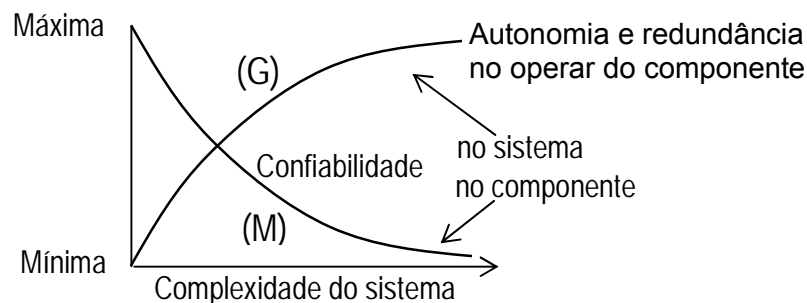 Máxima
Autonomia e redundância
no operar do componente
(G)
Confiabilidade
no sistema
no componente
(M)
Mínima
Complexidade do sistema